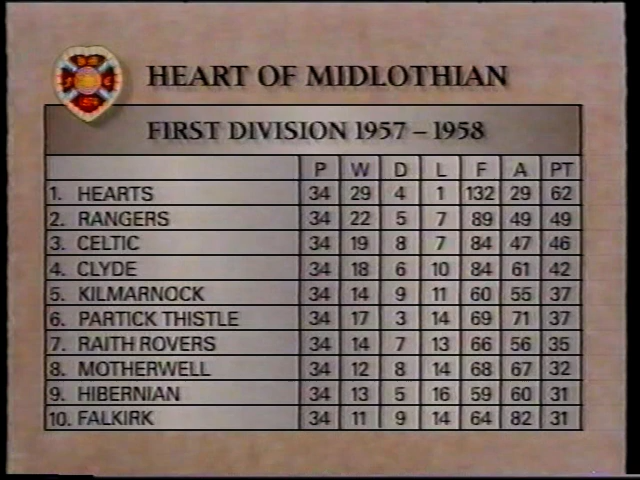 HEART OF MIDLOTHIAN
FIRST DIVISION 1957 – 1958
P W D L F A PT
1. HEARTS 34 29 4 1 132 29 62
2. RANGERS 34 22 5 7 89 49 49
3. CELTIC 34 19 8 7 84 47 46
4. CLYDE 34 18 6 10 84 61 42
5. KILMARNOCK 34 14 9 11 60 55 37
6. PARTICK THISTLE 34 17 3 14 69 71 37
7. RAITH ROVERS 34 14 7 13 66 56 35
8. MOTHERWELL 34 12 8 14 68 67 32
9. HIBERNIAN 34 13 5 16 59 60 31
10. FALKIRK 34 11 9 14 64 82 31